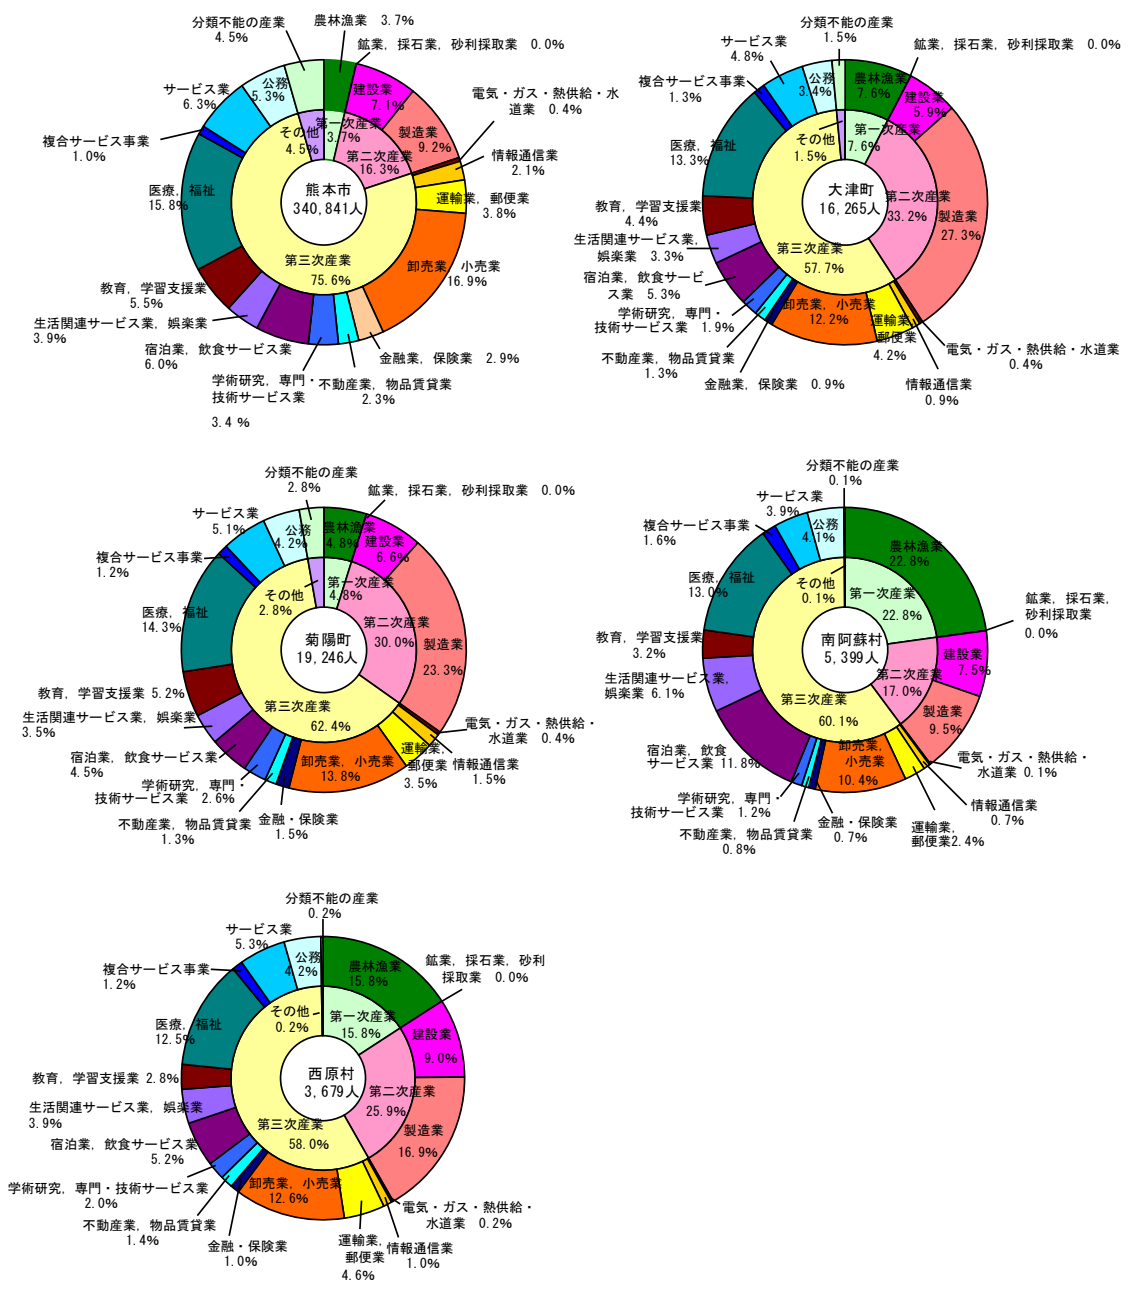 分類不能の産業
4.5%
農林漁業 3.7%
鉱業，採石業，砂利採取業 0.0%
建設業
7.1%
製造業
9.2%
電気・ガス・熱供給・水
道業 0.4%
情報通信業
2.1%
運輸業，郵便業
3.8%
卸売業，小売業
16.9%
金融業，保険業 2.9%
不動産業，物品賃貸業
2.3%
学術研究，専門・
技術サービス業
3.4 %
宿泊業，飲食サービス業
6.0%
生活関連サービス業，娯楽業
3.9%
教育，学習支援業
5.5%
医療，福祉
15.8%
複合サービス事業
1.0%
サービス業
6.3%
公務
5.3%
その他
4.5%
第一次産業
3.7%
第二次産業
16.3%
第三次産業
75.6%
熊本市
340,841人
分類不能の産業
1.5%
農林漁業
7.6%
鉱業，採石業，砂利採取業 0.0%
建設業
5.9%
製造業
27.3%
電気・ガス・熱供給・水道業
0.4%
情報通信業
0.9%
運輸業，
郵便業
4.2%
卸売業，小売業
12.2%
金融業，保険業 0.9%
不動産業，物品賃貸業
1.3%
学術研究，専門・
技術サービス業 1.9%
宿泊業，飲食サービ
ス業 5.3%
生活関連サービス業，
娯楽業 3.3%
教育，学習支援業
4.4%
医療，福祉
13.3%
複合サービス事業
1.3%
サービス業
4.8%
公務
3.4%
その他
1.5%
第一次産業
7.6%
第二次産業
33.2%
第三次産業
57.7%
大津町
16,265人
分類不能の産業
2.8%
農林漁業
4.8%
鉱業，採石業，砂利採取業 0.0%
建設業
6.6%
製造業
23.3%
電気・ガス・熱供給・
水道業 0.4%
情報通信業
1.5%
運輸業，
郵便業
3.5%
卸売業，小売業
13.8%
金融・保険業
1.5%
不動産業，物品賃貸業
1.3%
学術研究，専門・
技術サービス業 2.6%
宿泊業，飲食サービス業
4.5%
生活関連サービス業，娯楽業
3.5%
教育，学習支援業 5.2%
医療，福祉
14.3%
複合サービス事業
1.2%
サービス業
5.1%
公務
4.2%
その他
2.8%
第一次産業
4.8%
第二次産業
30.0%
第三次産業
62.4%
菊陽町
19,246人
分類不能の産業
0.1%
農林漁業
22.8%
鉱業，採石業，
砂利採取業
0.0%
建設業
7.5%
製造業
9.5%
電気・ガス・熱供給・
水道業 0.1%
情報通信業
0.7%
運輸業，
郵便業2.4%
卸売業，
小売業
10.4%
金融・保険業
0.7%
不動産業，物品賃貸業
0.8%
学術研究，専門・
技術サービス業 1.2%
宿泊業，飲食
サービス業 11.8%
生活関連サービス業，
娯楽業 6.1%
教育，学習支援業
3.2%
医療，福祉
13.0%
複合サービス事業
1.6%
サービス業
3.9%
公務
4.1%
その他
0.1%
第一次産業
22.8%
第二次産業
17.0%
第三次産業
60.1%
南阿蘇村
5,399人
分類不能の産業
0.2%
農林漁業
15.8%
鉱業，採石業，砂利
採取業 0.0%
建設業
9.0%
製造業
16.9%
電気・ガス・熱供給・
水道業 0.2%
情報通信業
1.0%
運輸業，
郵便業
4.6%
卸売業，小売業
12.6%
金融・保険業
1.0%
不動産業，物品賃貸業
1.4%
学術研究，専門・技術サービス業
2.0%
宿泊業，飲食サービス業
5.2%
生活関連サービス業，娯楽業
3.9%
教育，学習支援業 2.8%
医療，福祉
12.5%
複合サービス事業
1.2%
サービス業
5.3%
公務
4.2%
その他
0.2%
第一次産業
15.8%
第二次産業
25.9%
第三次産業
58.0%
西原村
3,679人